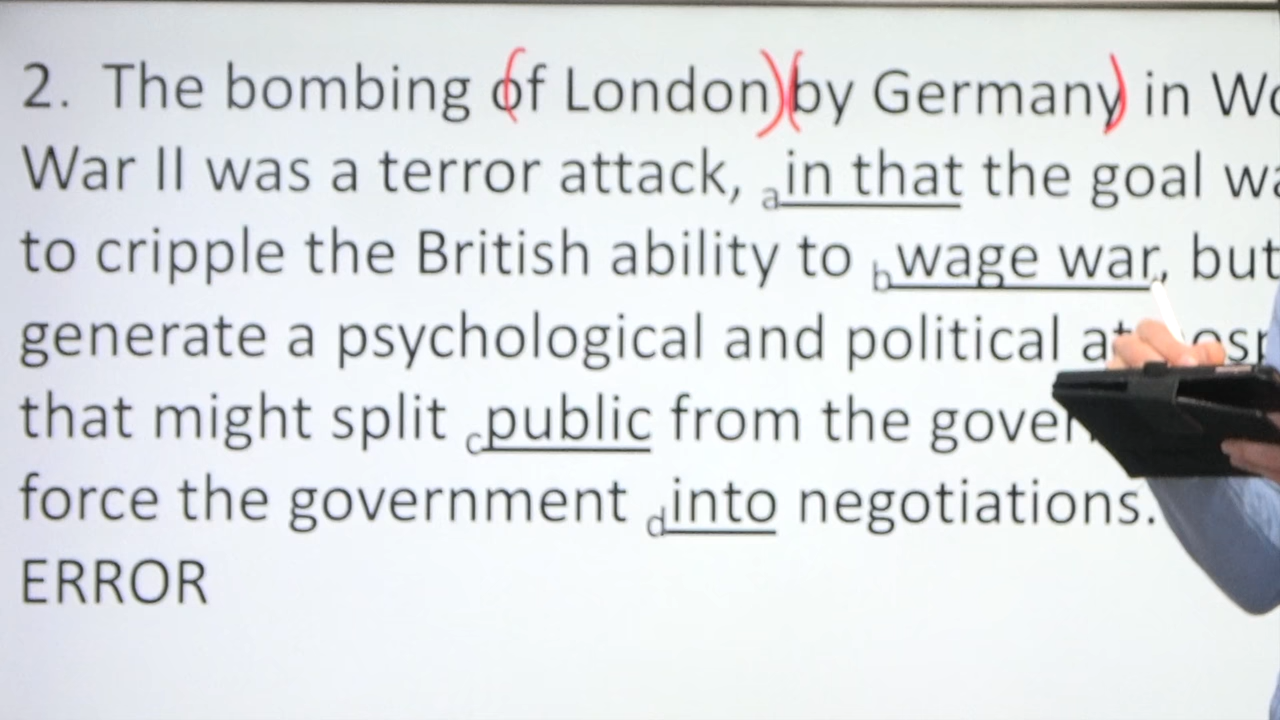 2. The bombing of London by Germany in
War II was a terror attack, a in that the goal
to cripple the British ability to b wage war, but
generate a psychological and political
that might split c public from the
force the government d into negotiations.
ERROR